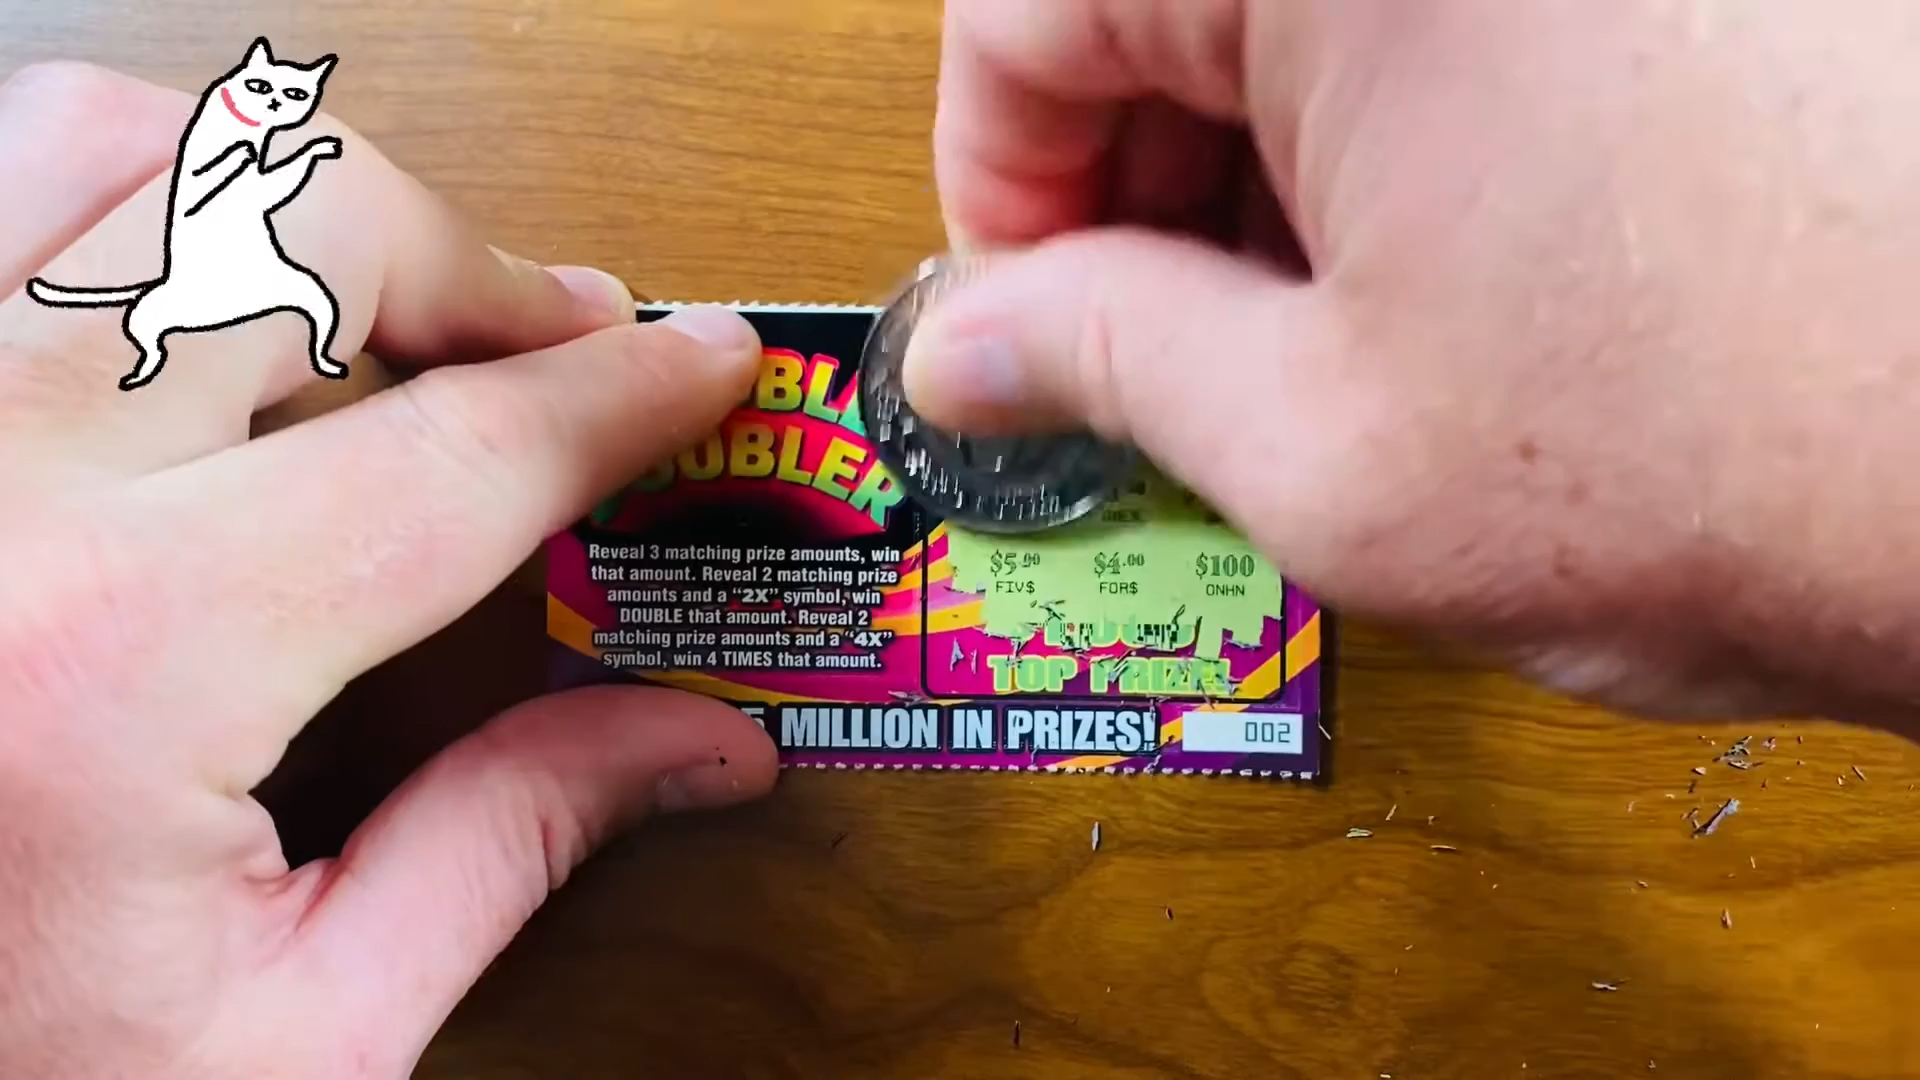 Reveal 3 matching prize amounts, win
that amount. Reveal 2 matching prize
amounts and a “2X” symbol, win
DOUBLE that amount. Reveal 2
matching prize amounts and a “4X”
symbol, win 4 TIMES that amount.
$5.00 $4.00 $100
FIV$ FOR$ ONHN
TOP PRIZE!
MILLION IN PRIZES!
002